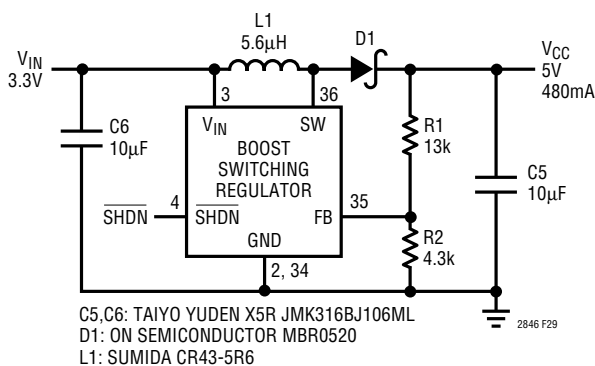 L1
5.6µH
D1
VIN
3.3V
VCC
5V
480mA
3
36
C6
10µF
VIN
SW
R1
13k
BOOST
SWITCHING
REGULATOR
C5
10µF
4
35
SHDN
SHDN
FB
GND
R2
4.3k
2, 34
C5,C6: TAIYO YUDEN X5R JMK316BJ106ML
D1: ON SEMICONDUCTOR MBR0520
L1: SUMIDA CR43-5R6
2846 F29